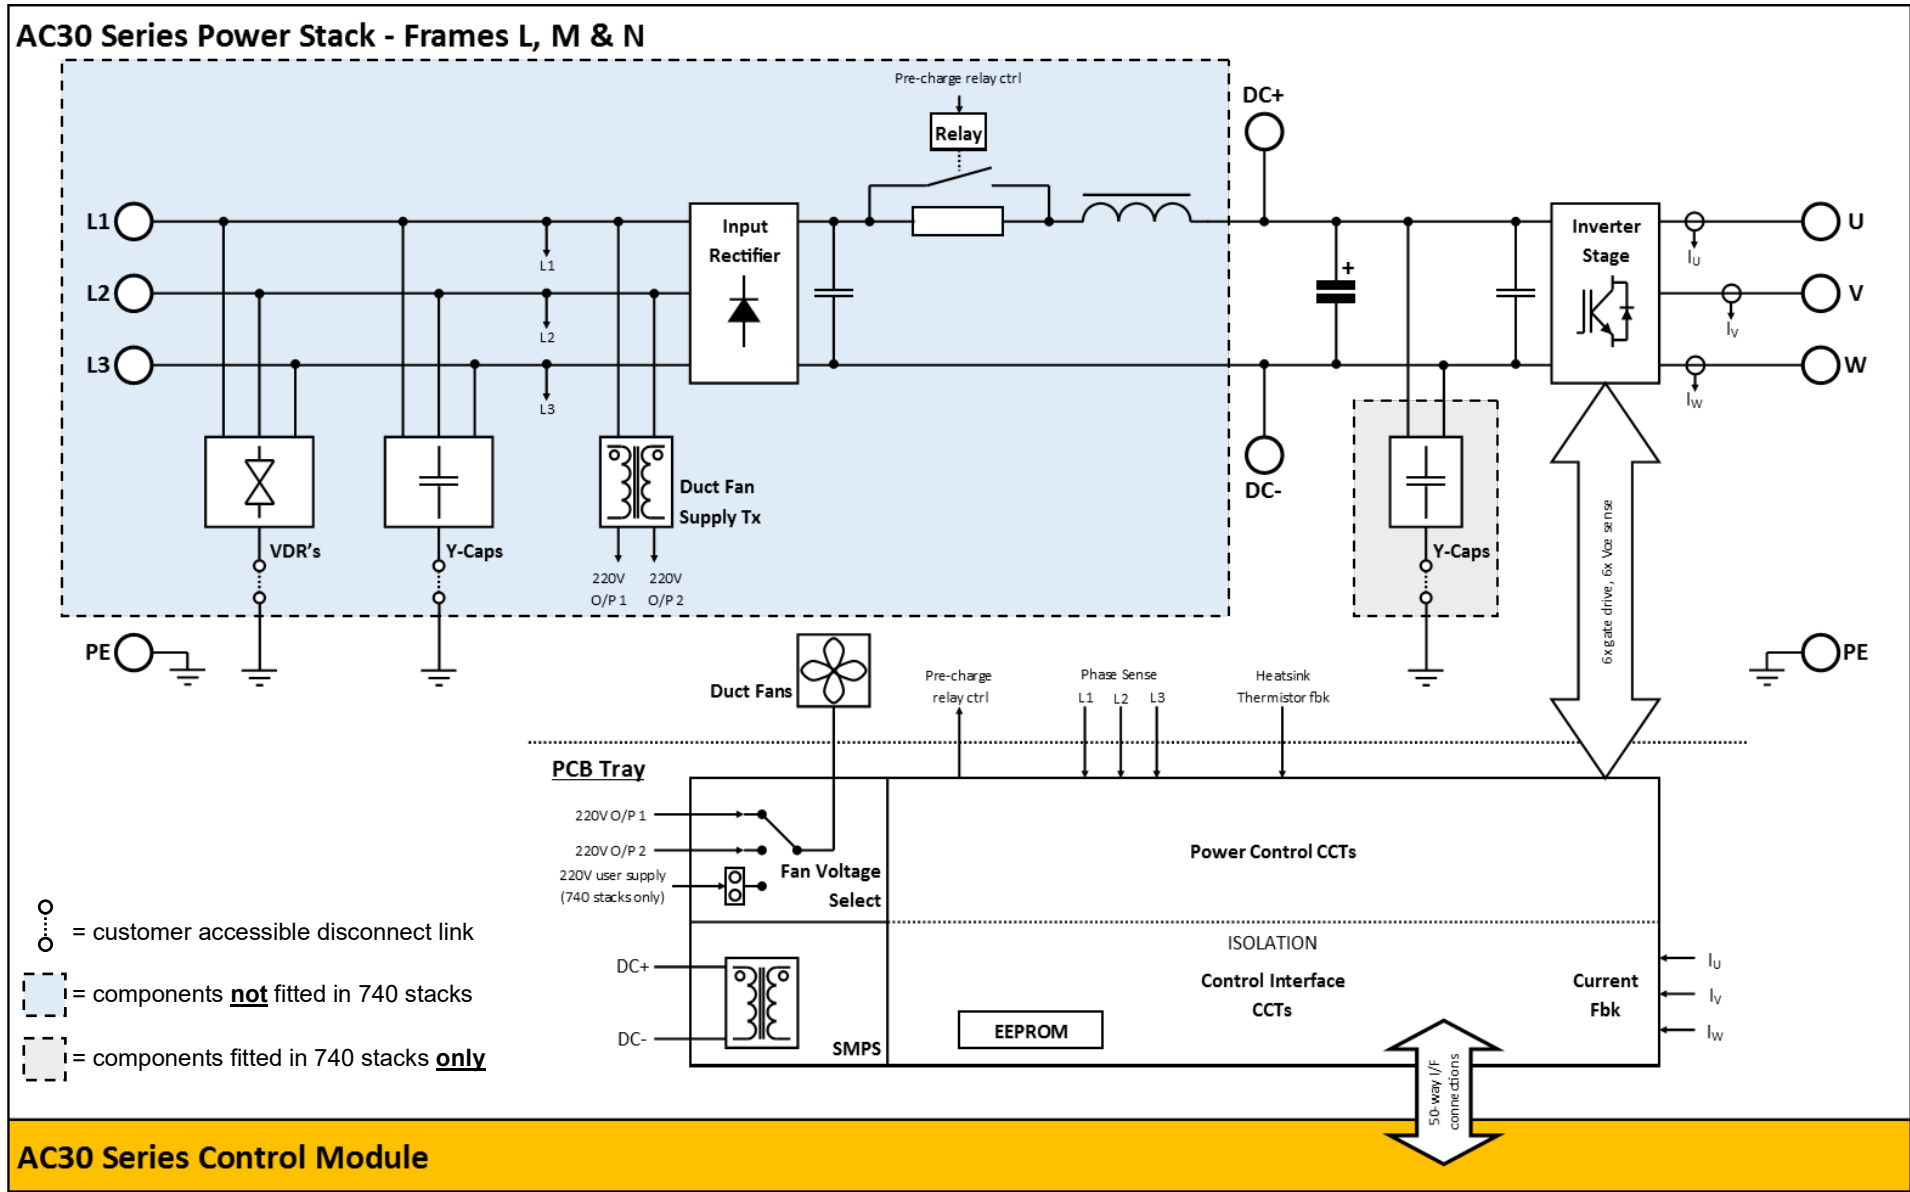 AC30 Series Power Stack - Frames L, M & N
Pre-charge relay ctrl
Relay
DC+
L1
L2
L3
L1
L2
L3
Input
Rectifier
+
Inverter
Stage
IU
IV
IW
U
V
W
DC-
VDR's
Y-Caps
Duct Fan
Supply Tx
220V
O/P 1
220V
O/P 2
Y-Caps
6x gate drive, 6x Vce sense
PE
PE
Duct Fans
Pre-charge
relay ctrl
Phase Sense
L1 L2 L3
Heatsink
Thermistor fbk
PCB Tray
220V O/P 1
220V O/P 2
220V user supply
(740 stacks only)
Fan Voltage
Select
Power Control CCTs
ISOLATION
Control Interface
CCTs
Current
Fbk
IU
IV
IW
DC+
DC-
SMPS
EEPROM
50-way I/F
connections
= customer accessible disconnect link
= components not fitted in 740 stacks
= components fitted in 740 stacks only
AC30 Series Control Module